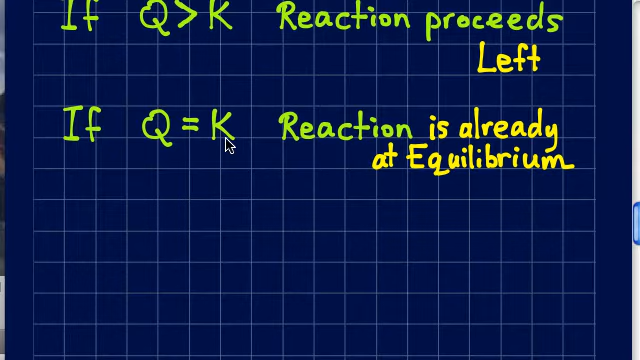 If Q > K Reaction proceeds
Left
If Q = K Reaction is already
at Equilibrium